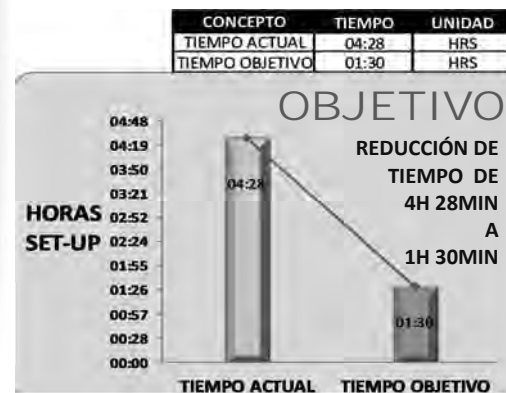 CONCEPTO TIEMPO UNIDAD
TIEMPO ACTUAL 04:28 HRS
TIEMPO OBJETIVO 01:30 HRS
OBJETIVO
REDUCCIÓN DE
TIEMPO DE
4H 28MIN
A
1H 30MIN
HORAS
SET-UP
04:48
04:19
03:50
03:21
02:52
02:24
01:55
01:26
00:57
00:28
00:00
04:28
01:30
TIEMPO ACTUAL TIEMPO OBJETIVO